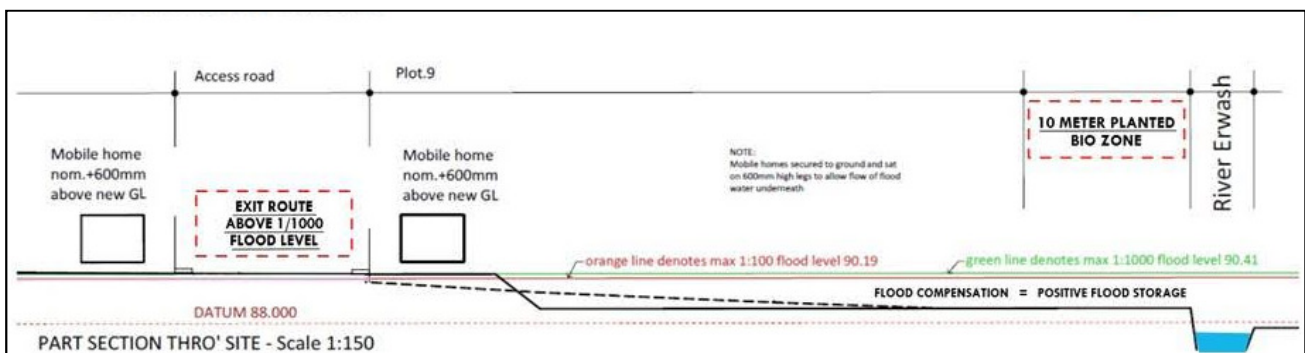 Access road
Plot.9
River Erwash
10 METER PLANTED
BIO ZONE
Mobile home
nom.+600mm
above new GL
EXIT ROUTE
ABOVE 1/1000
FLOOD LEVEL
Mobile home
nom.+600mm
above new GL
NOTE:
Mobile homes secured to ground and sat
on 600mm high legs to allow flow of flood
water underneath
orange line denotes max 1:100 flood level 90.19
green line denotes max 1:1000 flood level 90.41
FLOOD COMPENSATION = POSITIVE FLOOD STORAGE
DATUM 88.000
PART SECTION THRO' SITE - Scale 1:150